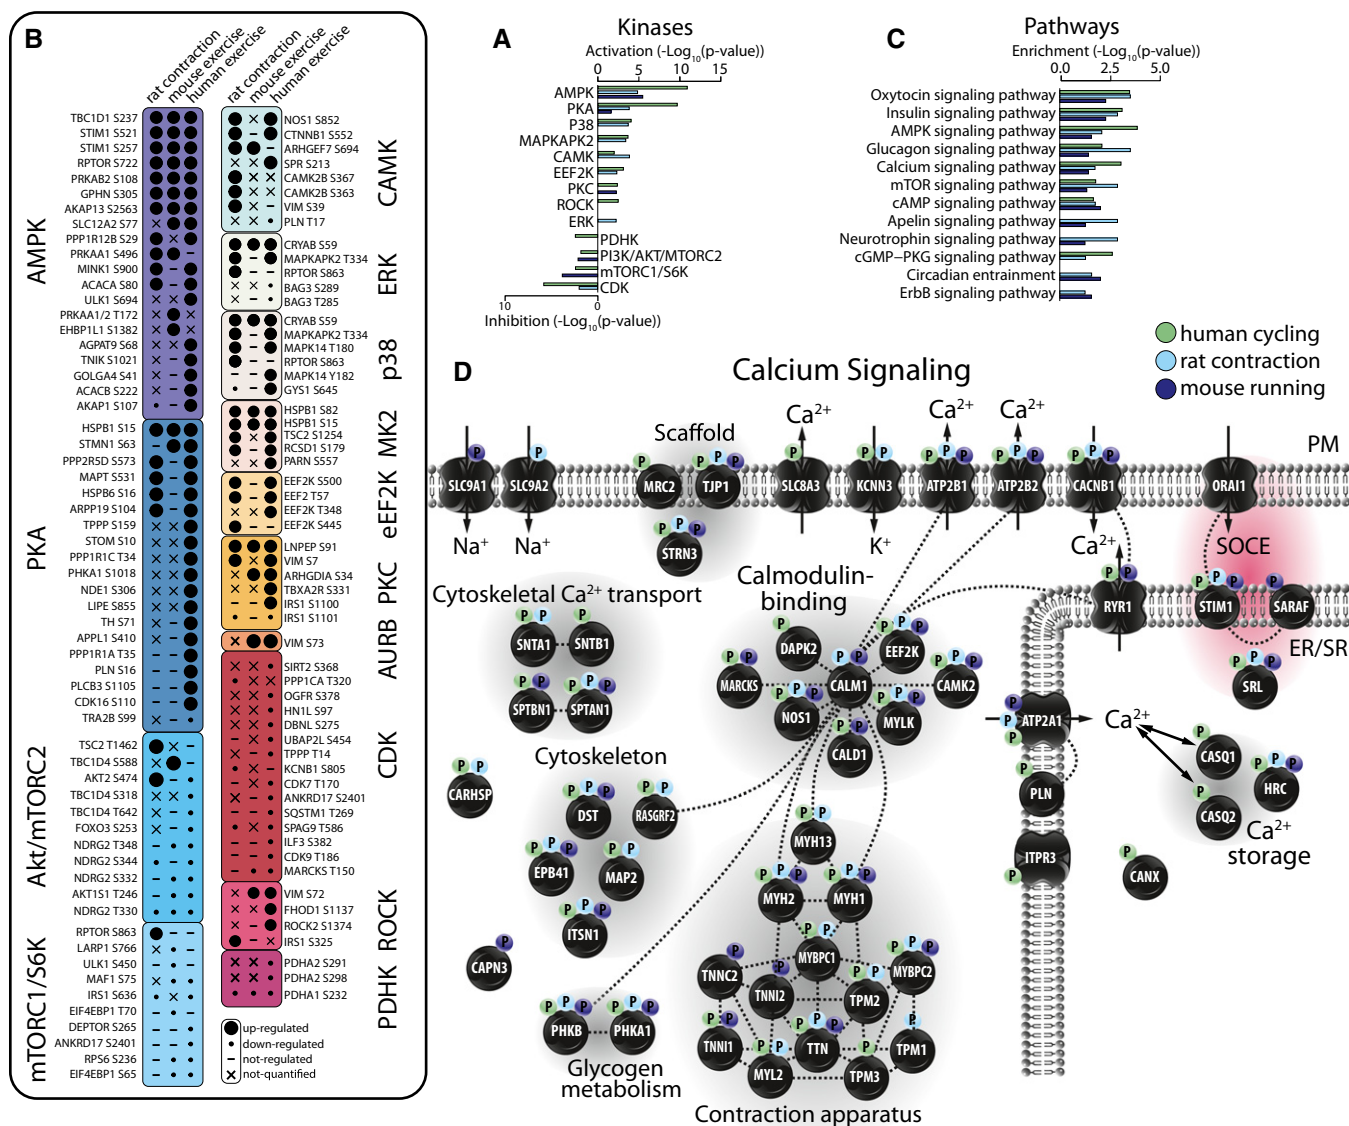 B
rat contraction
mouse exercise
human exercise
AMPK
TBC1D1 S237
STIM1 S521
STIM1 S257
RPTOR S722
PRKAB2 S108
GPHN S305
AKAP13 S2563
SLC12A2 S77
PPP1R12B S29
PRKAA1 S496
MINK1 S900
ACACA S80
ULK1 S694
PRKAA1/2 T172
EHBP1L1 S1382
AGPAT9 S68
TNIK S1021
GOLGA4 S41
ACACB S222
AKAP1 S107
PKA
HSPB1 S15
STMN1 S63
PPP2R5D S573
MAPT S531
HSPB6 S16
ARPP19 S104
TPPP S159
STOM S10
PPP1R1C T34
PHKA1 S1018
NDE1 S306
LIPE S855
TH S71
APPL1 S410
PPP1R1A T35
PLN S16
PLCB3 S1105
CDK16 S110
TRA2B S99
Akt/mTORC2
TSC2 T1462
TBC1D4 S588
AKT2 S474
TBC1D4 S318
TBC1D4 T642
FOXO3 S253
NDRG2 T348
NDRG2 S344
NDRG2 S332
AKT1S1 T246
NDRG2 T330
mTORC1/S6K
RPTOR S863
LARP1 S766
ULK1 S450
MAF1 S75
IRS1 S636
EIF4EBP1 T70
DEPTOR S265
ANKRD17 S2401
RPS6 S236
EIF4EBP1 S65
rat contraction
mouse exercise
human exercise
NOS1 S852
CTNNB1 S552
ARHGEF7 S694
SPR S213
CAMK2B S367
CAMK2B S363
VIM S39
PLN T17
CAMK
CRYAB S59
MAPKAPK2 T334
RPTOR S863
BAG3 S289
BAG3 T285
ERK
CRYAB S59
MAPKAPK2 T334
MAPK14 T180
RPTOR S863
MAPK14 Y182
GYS1 S645
p38
HSPB1 S82
HSPB1 S15
TSC2 S1254
RCSD1 S179
PARN S557
MK2
EEF2K S500
EEF2 T57
EEF2K T348
EEF2K S445
eEF2K
LNPEP S91
VIM S7
ARHGDIA S34
TBXA2R S331
IRS1 S1100
IRS1 S1101
PKC
VIM S73
AURB
SIRT2 S368
PPP1CA T320
OGFR S378
HN1L S97
DBNL S275
UBAP2L S454
TPPP T14
KCNB1 S805
CDK7 T170
ANKRD17 S2401
SQSTM1 T269
SPAG9 T586
ILF3 S382
CDK9 T186
MARCKS T150
CDK
VIM S72
FHOD1 S1137
ROCK2 S1374
IRS1 S325
ROCK
PDHA2 S291
PDHA2 S298
PDHA1 S232
PDHK
up-regulated
down-regulated
not-regulated
not-quantified
A
Kinases
Activation (-Log10(p-value))
0 5 10 15
AMPK
PKA
P38
MAPKAPK2
CAMK
EEF2K
PKC
ROCK
ERK
PDHK
PI3K/AKT/MTORC2
mTORC1/S6K
CDK
10 0
Inhibition (-Log10(p-value))
C
Pathways
Enrichment (-Log10(p-value))
0.0 2.5 5.0
Oxytocin signaling pathway
Insulin signaling pathway
AMPK signaling pathway
Glucagon signaling pathway
Calcium signaling pathway
mTOR signaling pathway
cAMP signaling pathway
Apelin signaling pathway
Neurotrophin signaling pathway
cGMP−PKG signaling pathway
Circadian entrainment
ErbB signaling pathway
human cycling
rat contraction
mouse running
D
Calcium Signaling
Scaffold
Ca2+
Ca2+
Ca2+
PM
P
P
P
P P P
P
P P
P P P
P P P
P P P
SLC9A1
SLC9A2
MRC2
TJP1
SLC8A3
KCNN3
ATP2B1
ATP2B2
CACNB1
ORAI1
P P P
STRN3
Na+
Na+
K+
Ca2+
SOCE
Cytoskeletal Ca2+ transport
Calmodulin-
binding
P P
RYR1
P P P
STIM1
P
SARAF
ER/SR
P P P
SRL
P P
SNTA1
P
SNTB1
P P
SPTBN1
P P P
SPTAN1
P
DAPK2
P P P
EEF2K
P P
MARCKS
P P
CALM1
P P P
CAMK2
P P P
NOS1
P P P
MYLK
P P
CALD1
P
P
P
ATP2A1
Ca2+
P
CASQ1
P P P
HRC
P
CASQ2
Ca2+
storage
P
PLN
ITPR3
P
P
CANX
Cytoskeleton
P P
CARHSP
P P P
DST
P P
RASGRF2
P P P
EPB41
P P
MAP2
P P P
ITSN1
P
CAPN3
P P P
PHKB
P P P
PHKA1
Glycogen
metabolism
P P
MYH13
P P P
MYH2
P P P
MYH1
P P
MYBPC1
P P P
MYBPC2
P P
TNNC2
P
TNNI2
P P
TPM2
P P
TNNI1
P P P
TTN
P
TPM1
P P
MYL2
P
TPM3
Contraction apparatus